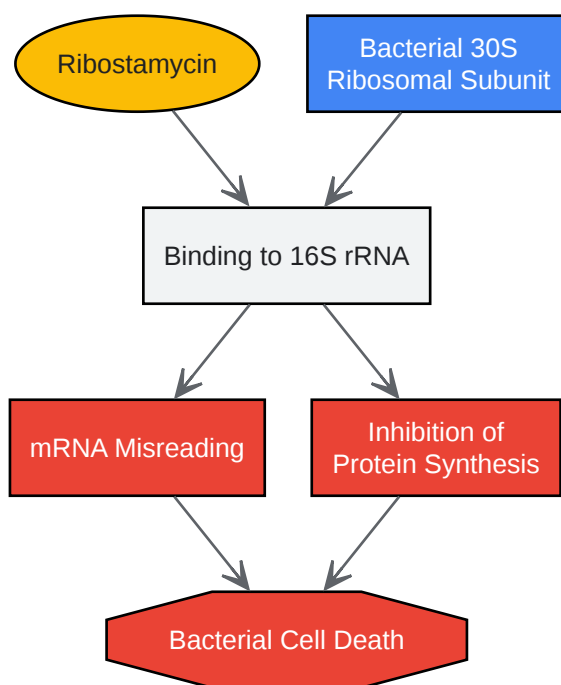 Ribostamycin
Bacterial 30S
Ribosomal Subunit
Binding to 16S rRNA
mRNA Misreading
Inhibition of
Protein Synthesis
Bacterial Cell Death